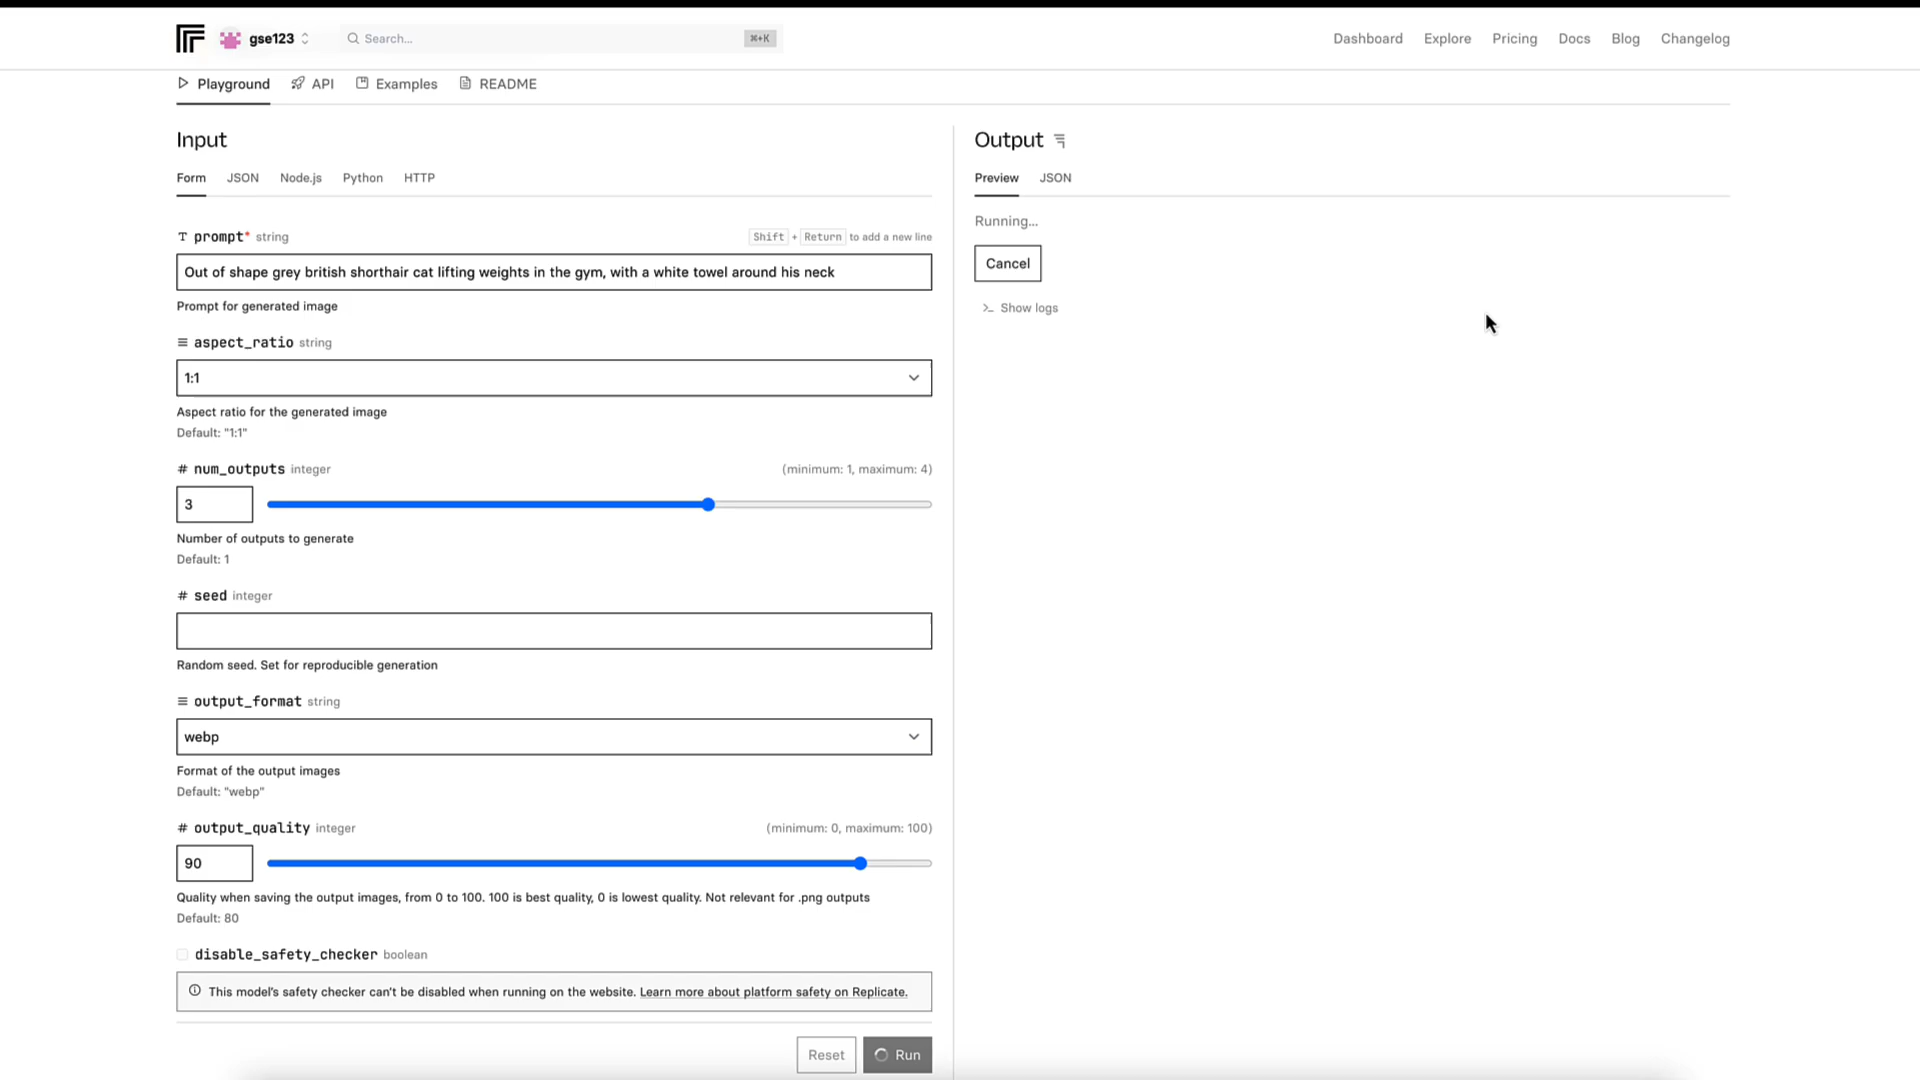 gse123
Search...
⌘+K
Dashboard
Explore
Pricing
Docs
Blog
Changelog
Playground
API
Examples
README
Input
Form
JSON
Node.js
Python
HTTP
prompt* string
Shift + Return to add a new line
Out of shape grey british shorthair cat lifting weights in the gym, with a white towel around his neck
Prompt for generated image
aspect_ratio string
1:1
Aspect ratio for the generated image
Default: "1:1"
# num_outputs integer
(minimum: 1, maximum: 4)
3
Number of outputs to generate
Default: 1
# seed integer
Random seed. Set for reproducible generation
output_format string
webp
Format of the output images
Default: "webp"
# output_quality integer
(minimum: 0, maximum: 100)
90
Quality when saving the output images, from 0 to 100. 100 is best quality, 0 is lowest quality. Not relevant for .png outputs
Default: 80
disable_safety_checker boolean
This model's safety checker can't be disabled when running on the website. Learn more about platform safety on Replicate.
Reset
Run
Output
Preview
JSON
Running...
Cancel
>_ Show logs